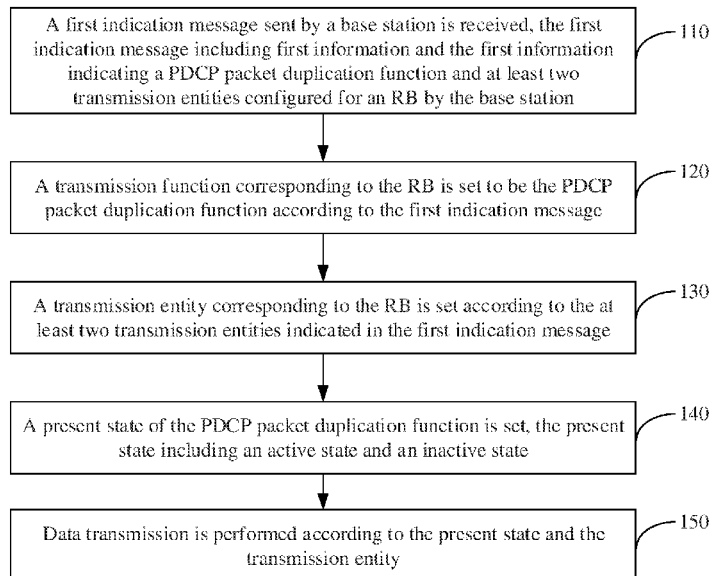 A first indication message sent by a base station is received, the first
indication message including first information and the first information
indicating a PDCP packet duplication function and at least two
transmission entities configured for an RB by the base station
110
A transmission function corresponding to the RB is set to be the PDCP
packet duplication function according to the first indication message
120
A transmission entity corresponding to the RB is set according to the at
least two transmission entities indicated in the first indication message
130
A present state of the PDCP packet duplication function is set, the present
state including an active state and an inactive state
140
Data transmission is performed according to the present state and the
transmission entity
150